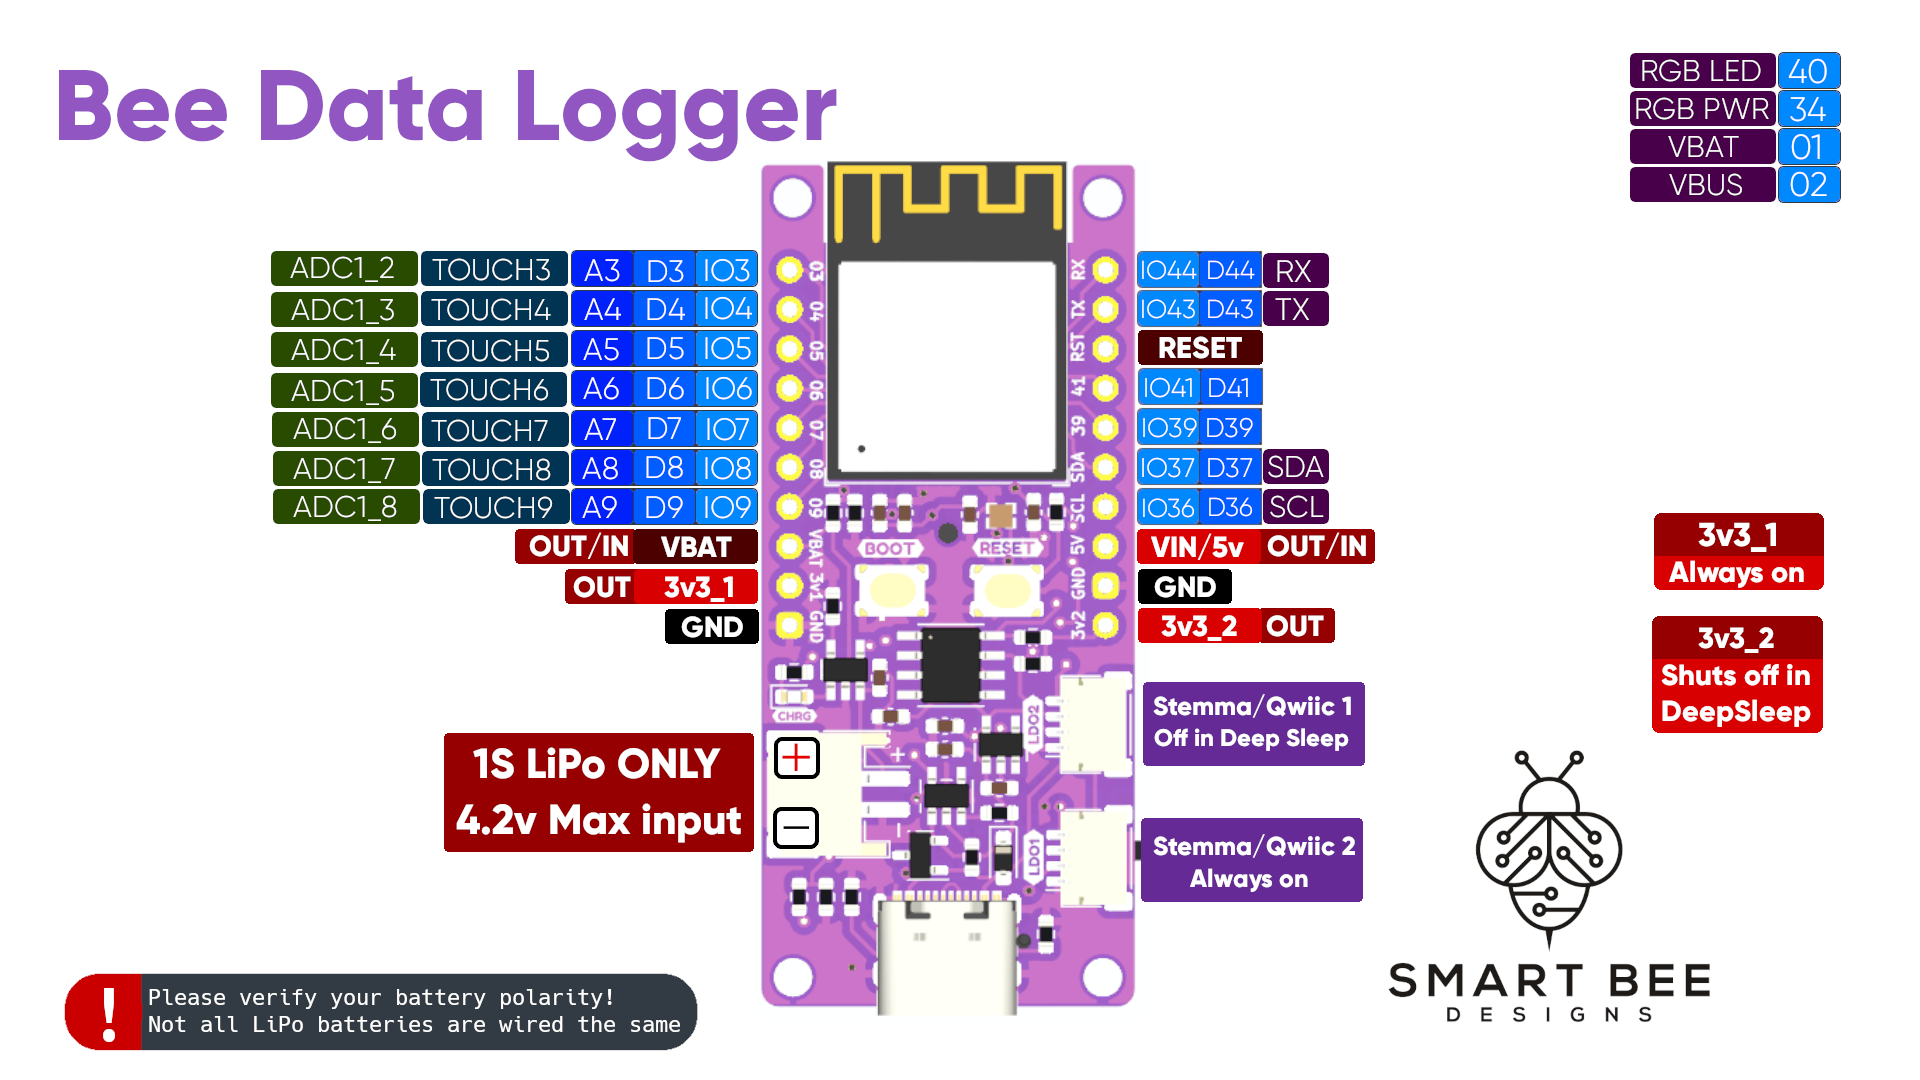 Bee Data Logger
RGB LED 40
RGB PWR 34
VBAT 01
VBUS 02
ADC1_2 TOUCH3 A3 D3 IO3
ADC1_3 TOUCH4 A4 D4 IO4
ADC1_4 TOUCH5 A5 D5 IO5
ADC1_5 TOUCH6 A6 D6 IO6
ADC1_6 TOUCH7 A7 D7 IO7
ADC1_7 TOUCH8 A8 D8 IO8
ADC1_8 TOUCH9 A9 D9 IO9
OUT/IN VBAT
OUT 3v3_1
GND
03
04
05
06
07
08
09
VBAT
3v1
GND
RX
TX
RST
41
39
SDA
SCL
5V
GND
3v2
BOOT
RESET
CHRG
LDO2
LDO1
+
-
IO44 D44 RX
IO43 D43 TX
RESET
IO41 D41
IO39 D39
IO37 D37 SDA
IO36 D36 SCL
VIN/5v OUT/IN
GND
3v3_2 OUT
3v3_1
Always on
3v3_2
Shuts off in
DeepSleep
Stemma/Qwiic 1
Off in Deep Sleep
Stemma/Qwiic 2
Always on
1S LiPo ONLY
4.2v Max input
+
−
! Please verify your battery polarity!
Not all LiPo batteries are wired the same
SMART BEE
DESIGNS